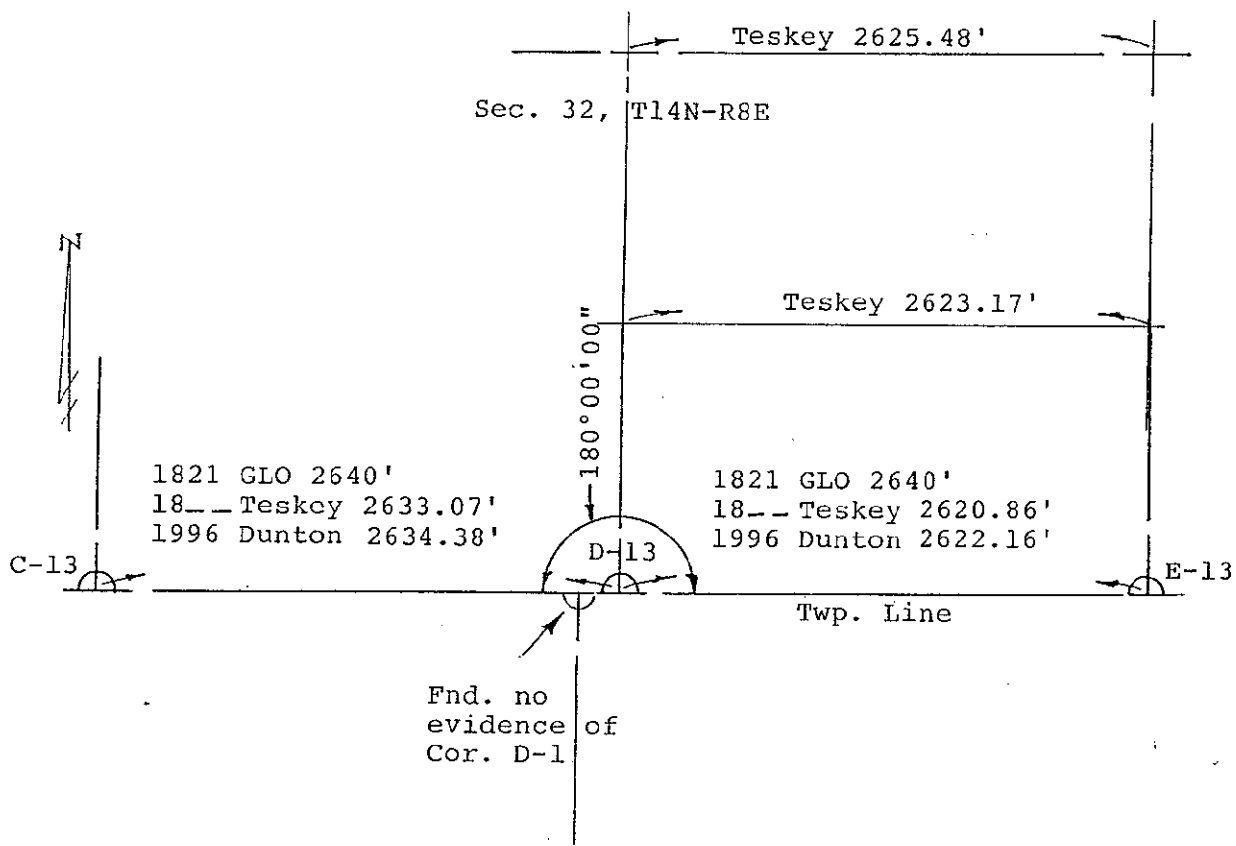 Teskey 2625.48'
Sec. 32, T14N-R8E
N
Teskey 2623.17'
180°00'00"
1821 GLO 2640'
18__Teskey 2633.07'
1996 Dunton 2634.38'
1821 GLO 2640'
18__ Teskey 2620.86'
1996 Dunton 2622.16'
C-13
D-13
E-13
Twp. Line
Fnd. no
evidence of
Cor. D-1